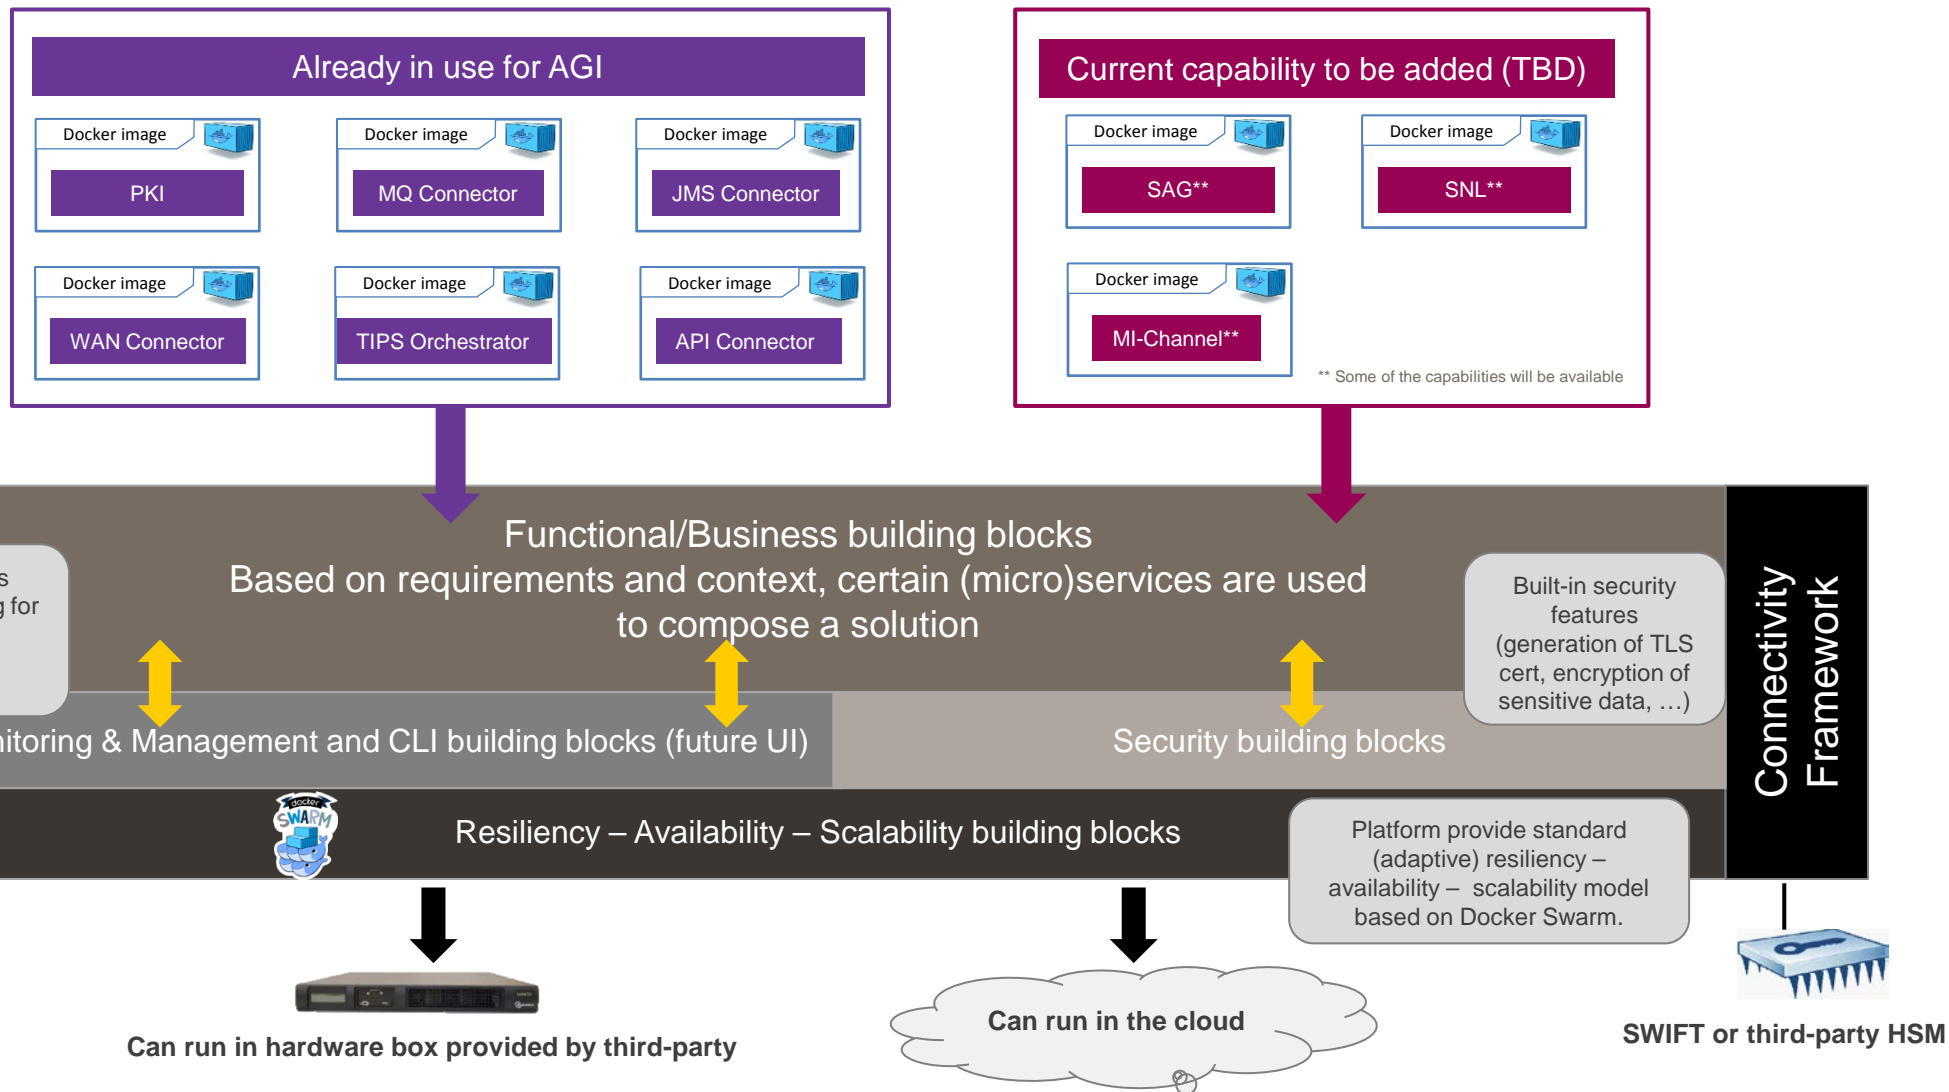 Already in use for AGI
Docker image
PKI
Docker image
MQ Connector
Docker image
JMS Connector
Docker image
WAN Connector
Docker image
TIPS Orchestrator
Docker image
API Connector
Current capability to be added (TBD)
Docker image
SAG**
Docker image
SNL**
Docker image
MI-Channel**
** Some of the capabilities will be available
Functional/Business building blocks
Based on requirements and context, certain (micro)services are used
to compose a solution
for
Built-in security
features
(generation of TLS
cert, encryption of
sensitive data, …)
Connectivity
Framework
& Management and CLI building blocks (future UI)
Security building blocks
docker
SWARM
Resiliency – Availability – Scalability building blocks
Platform provide standard
(adaptive) resiliency –
availability – scalability model
based on Docker Swarm.
Can run in hardware box provided by third-party
Can run in the cloud
SWIFT or third-party HSM